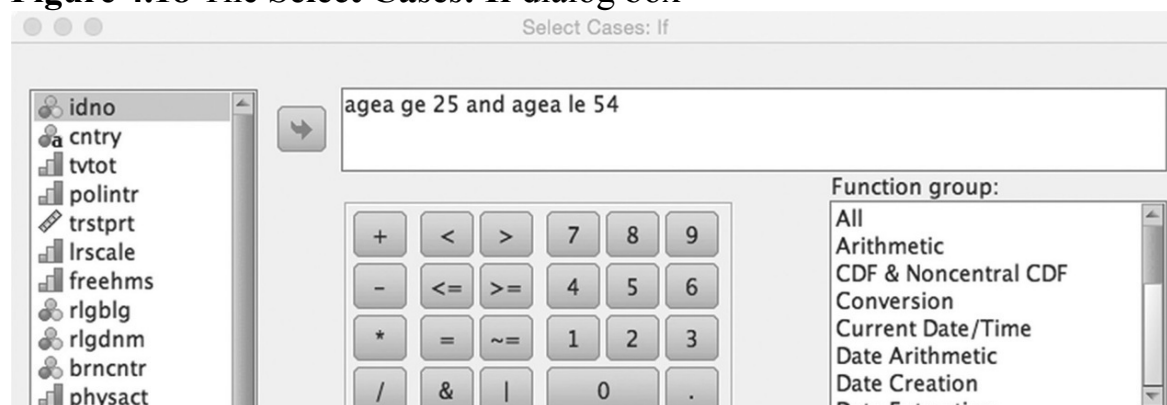 Figure 4.18 The Select Cases: If dialog box
Select Cases: If
idno
cntry
tvtot
polintr
trstprt
lrscale
freehms
rlgblg
rlgdnm
brncntr
physact
agea ge 25 and agea le 54
+ < > 7 8 9
- <= >= 4 5 6
* = ~= 1 2 3
/ & | 0 .
Function group:
All
Arithmetic
CDF & Noncentral CDF
Conversion
Current Date/Time
Date Arithmetic
Date Creation